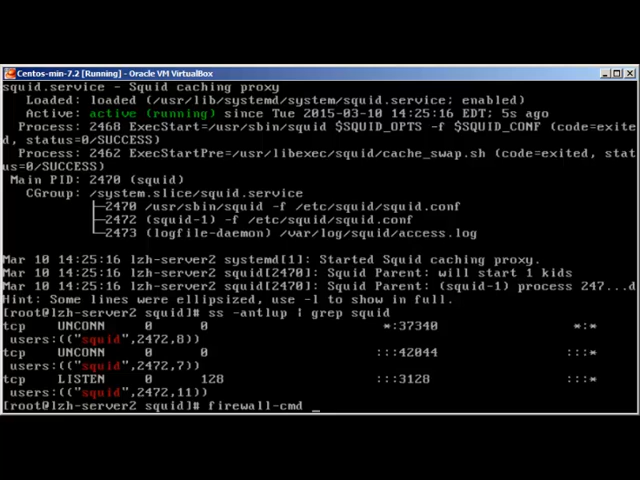 Centos-min-7.2 [Running] - Oracle VM VirtualBox
squid.service - Squid caching proxy
Loaded: loaded (/usr/lib/systemd/system/squid.service; enabled)
Active: active (running) since Tue 2015-03-10 14:25:16 EDT; 5s ago
Process: 2468 ExecStart=/usr/sbin/squid $SQUID_OPTS -f $SQUID_CONF (code=exite
d, status=0/SUCCESS)
Process: 2462 ExecStartPre=/usr/libexec/squid/cache_swap.sh (code=exited, stat
us=0/SUCCESS)
Main PID: 2470 (squid)
CGroup: /system.slice/squid.service
├─2470 /usr/sbin/squid -f /etc/squid/squid.conf
├─2472 (squid-1) -f /etc/squid/squid.conf
└─2473 (logfile-daemon) /var/log/squid/access.log
Mar 10 14:25:16 lzh-server2 systemd[1]: Started Squid caching proxy.
Mar 10 14:25:16 lzh-server2 squid[2470]: Squid Parent: will start 1 kids
Mar 10 14:25:16 lzh-server2 squid[2470]: Squid Parent: (squid-1) process 247...d
Hint: Some lines were ellipsized, use -l to show in full.
[root@lzh-server2 squid]# ss -antlup | grep squid
tcp UNCONN 0 0 *:37340 *:*
users:(("squid",2472,8))
tcp UNCONN 0 0 :::42044 :::*
users:(("squid",2472,7))
tcp LISTEN 0 128 :::3128 :::*
users:(("squid",2472,11))
[root@lzh-server2 squid]# firewall-cmd _